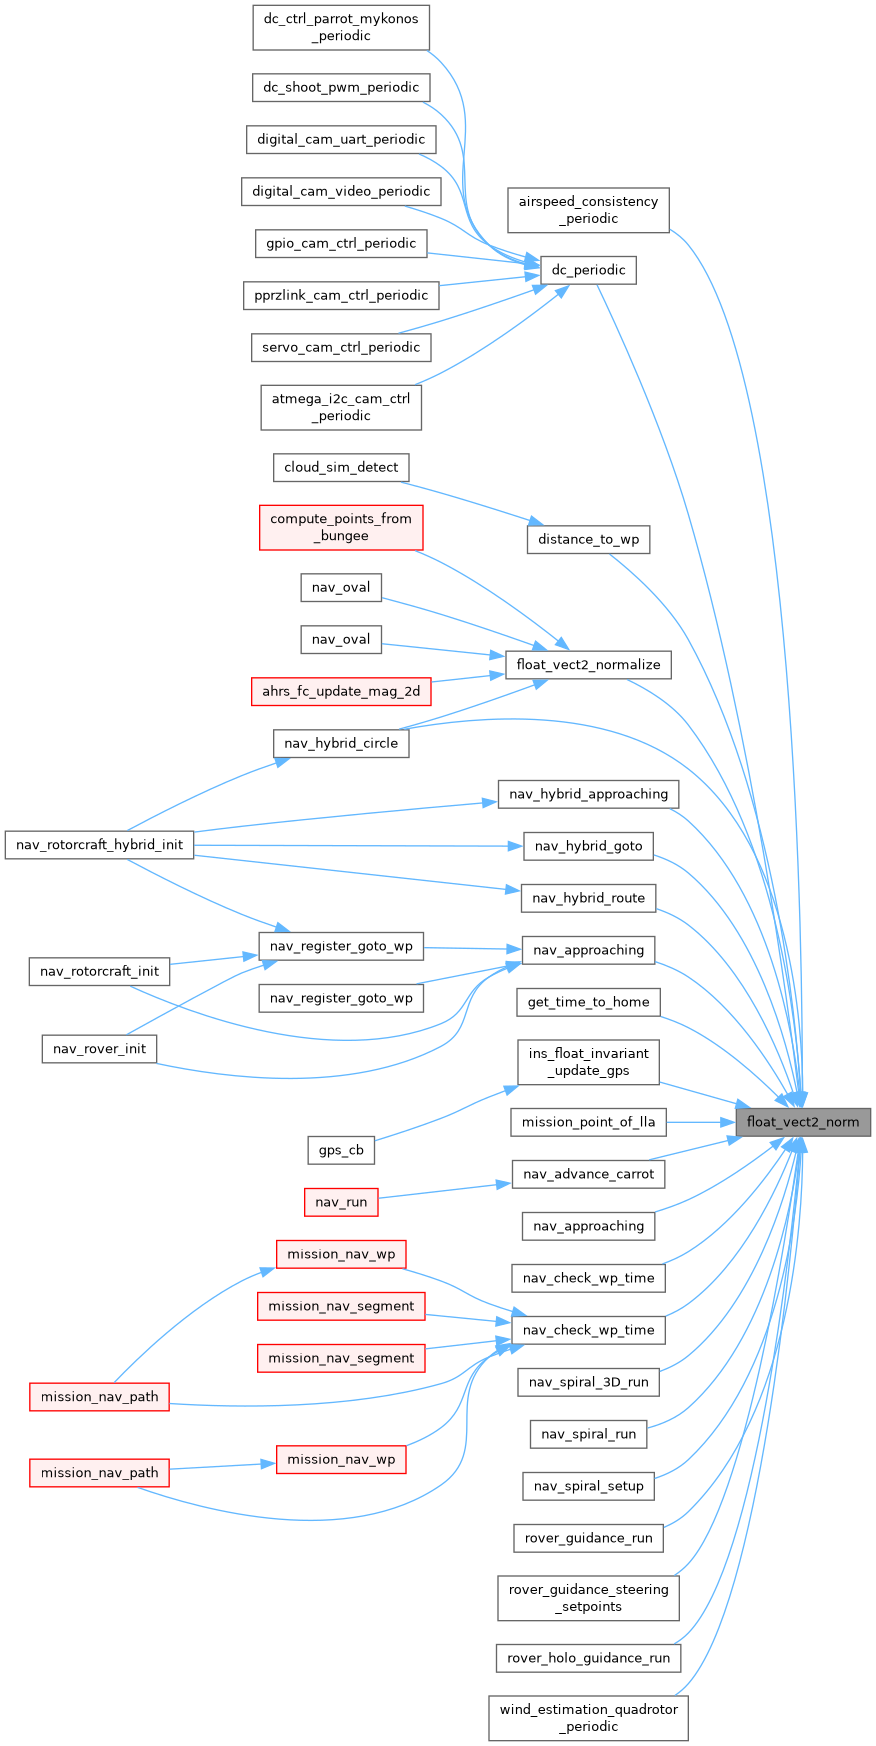 dc_ctrl_parrot_mykonos
_periodic
dc_shoot_pwm_periodic
digital_cam_uart_periodic
digital_cam_video_periodic
airspeed_consistency
_periodic
gpio_cam_ctrl_periodic
dc_periodic
pprzlink_cam_ctrl_periodic
servo_cam_ctrl_periodic
atmega_i2c_cam_ctrl
_periodic
cloud_sim_detect
compute_points_from
_bungee
distance_to_wp
nav_oval
nav_oval
float_vect2_normalize
ahrs_fc_update_mag_2d
nav_hybrid_circle
nav_hybrid_approaching
nav_rotorcraft_hybrid_init
nav_hybrid_goto
nav_hybrid_route
nav_register_goto_wp
nav_approaching
nav_rotorcraft_init
nav_register_goto_wp
get_time_to_home
nav_rover_init
ins_float_invariant
_update_gps
mission_point_of_lla
float_vect2_norm
gps_cb
nav_advance_carrot
nav_run
nav_approaching
mission_nav_wp
nav_check_wp_time
mission_nav_segment
nav_check_wp_time
mission_nav_segment
nav_spiral_3D_run
mission_nav_path
nav_spiral_run
mission_nav_wp
mission_nav_path
nav_spiral_setup
rover_guidance_run
rover_guidance_steering
_setpoints
rover_holo_guidance_run
wind_estimation_quadrotor
_periodic